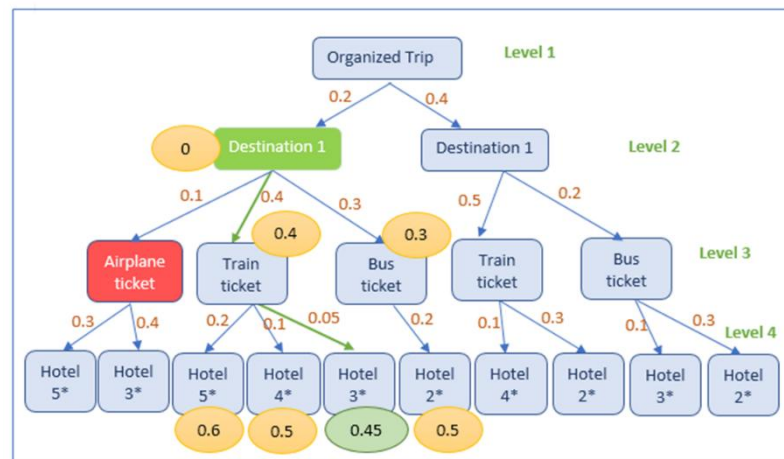 Organized Trip
Level 1
0.2
0.4
0
Destination 1
Destination 1
Level 2
0.1
0.4
0.3
0.5
0.2
0.4
0.3
Airplane
ticket
Train
ticket
Bus
ticket
Train
ticket
Bus
ticket
Level 3
0.3
0.4
0.2
0.1
0.05
0.2
0.1
0.3
0.1
0.3
Level 4
Hotel
5*
Hotel
3*
Hotel
5*
Hotel
4*
Hotel
3*
Hotel
2*
Hotel
4*
Hotel
2*
Hotel
3*
Hotel
2*
0.6
0.5
0.45
0.5